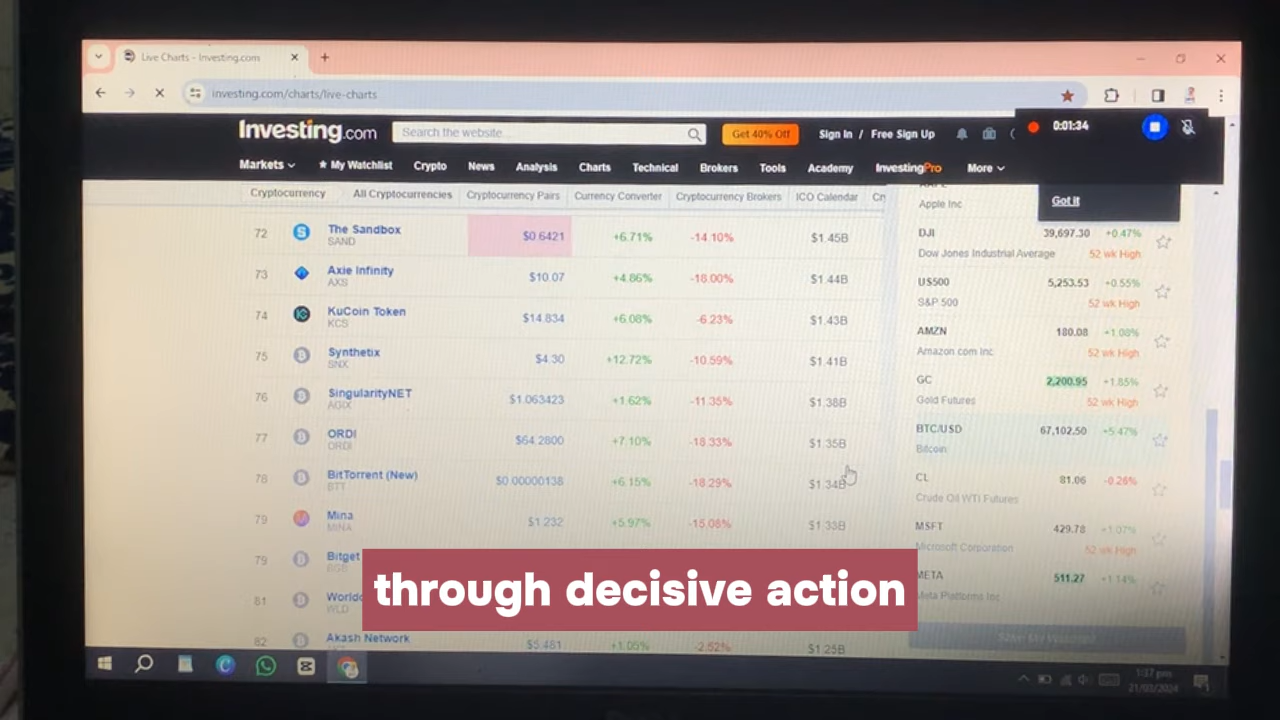 Live Charts - Investing.com
investing.com/charts/live-charts
Investing.com
Search the website...
Get 40% Off
Sign In / Free Sign Up
0:01:34
Markets
My Watchlist
Crypto
News
Analysis
Charts
Technical
Brokers
Tools
Academy
InvestingPro
More
Got it
Cryptocurrency
All Cryptocurrencies
Cryptocurrency Pairs
Currency Converter
Cryptocurrency Brokers
ICO Calendar
72 The Sandbox $0.6421 +6.71% -14.10% $1.45B
SAND
73 Axie Infinity $10.07 +4.86% -18.00% $1.44B
AXS
74 KuCoin Token $14.834 +6.08% -6.23% $1.43B
KCS
75 Synthetix $4.30 +12.72% -10.59% $1.41B
SNX
76 SingularityNET $1.063423 +1.62% -11.35% $1.38B
AGIX
77 ORDI $64.2800 +7.10% -18.33% $1.35B
ORDI
78 BitTorrent (New) $0.00000138 +6.15% -18.29% $1.34B
BTT
79 Mina $1.232 +5.97% -15.08% $1.33B
MINA
79 Bitget
81
WLD
82 Akash Network $5.481 +1.05% -2.52% $1.25B
Apple Inc
DJI 39,697.30 +0.47%
Dow Jones Industrial Average 52 wk High
US500 5,253.53 +0.55%
S&P 500 52 wk High
AMZN 180.08 +1.08%
Amazon.com Inc 52 wk High
GC 2,200.95 +1.85%
Gold Futures 52 wk High
BTC/USD 67,102.50 +5.47%
Bitcoin
CL 81.06 -0.26%
Crude Oil WTI Futures
MSFT 429.78 +1.07%
Microsoft Corporation 52 wk High
META 511.27 +1.14%
Meta Platforms Inc
through decisive action
1:37 pm
21/03/2024